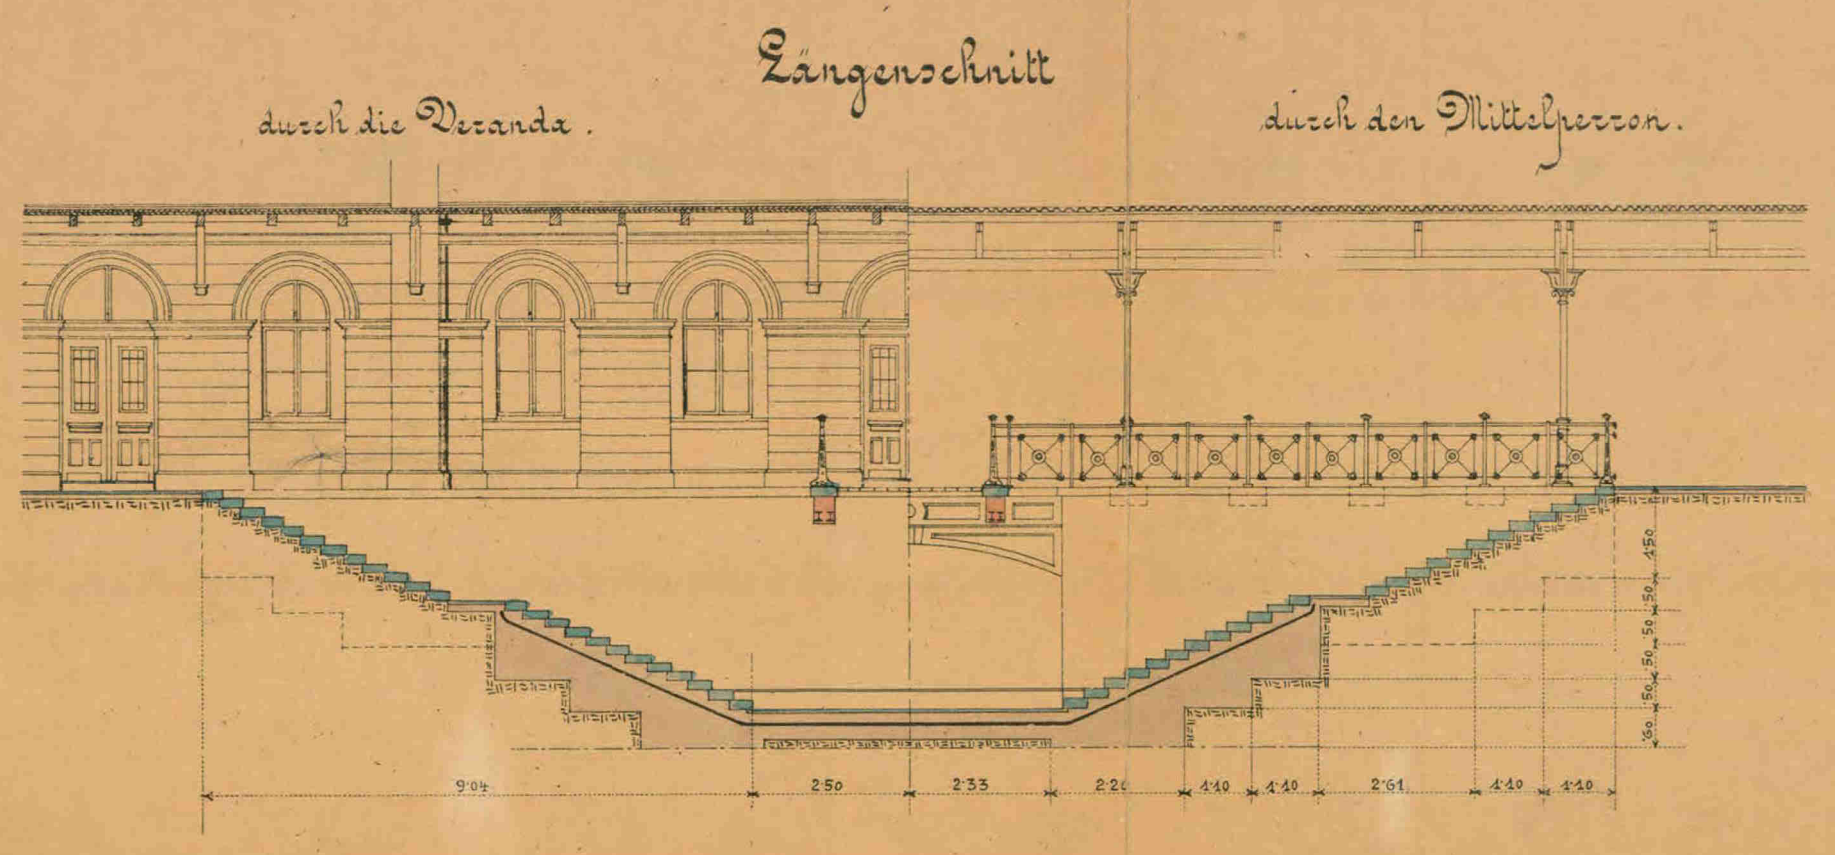 Längenschnitt
durch die Veranda.
durch den Mittelperron.
1·50
·50
·50
·50
·50
·60
9·04 2·50 2·33 1·10 1·10 2·61 1·10 1·10